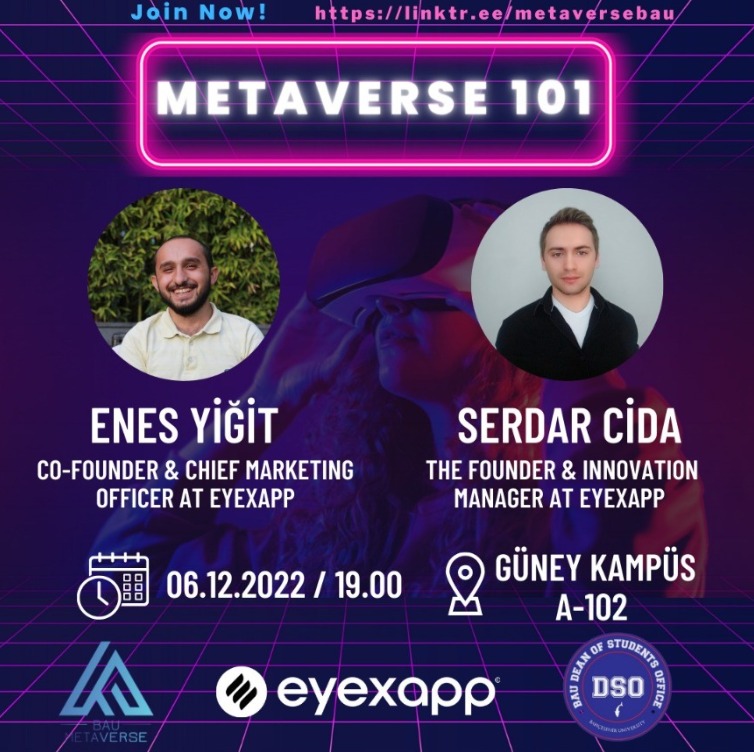 Join Now! https://linktr.ee/metaversebau
METAVERSE 101
ENES YİĞİT
CO-FOUNDER & CHIEF MARKETING
OFFICER AT EYEXAPP
SERDAR CİDA
THE FOUNDER & INNOVATION
MANAGER AT EYEXAPP
06.12.2022 / 19.00
GÜNEY KAMPÜS
A-102
BAU
METAVERSE
eyexapp
BAU DEAN OF STUDENTS OFFICE
DSO
BAHÇEŞEHİR UNIVERSITY